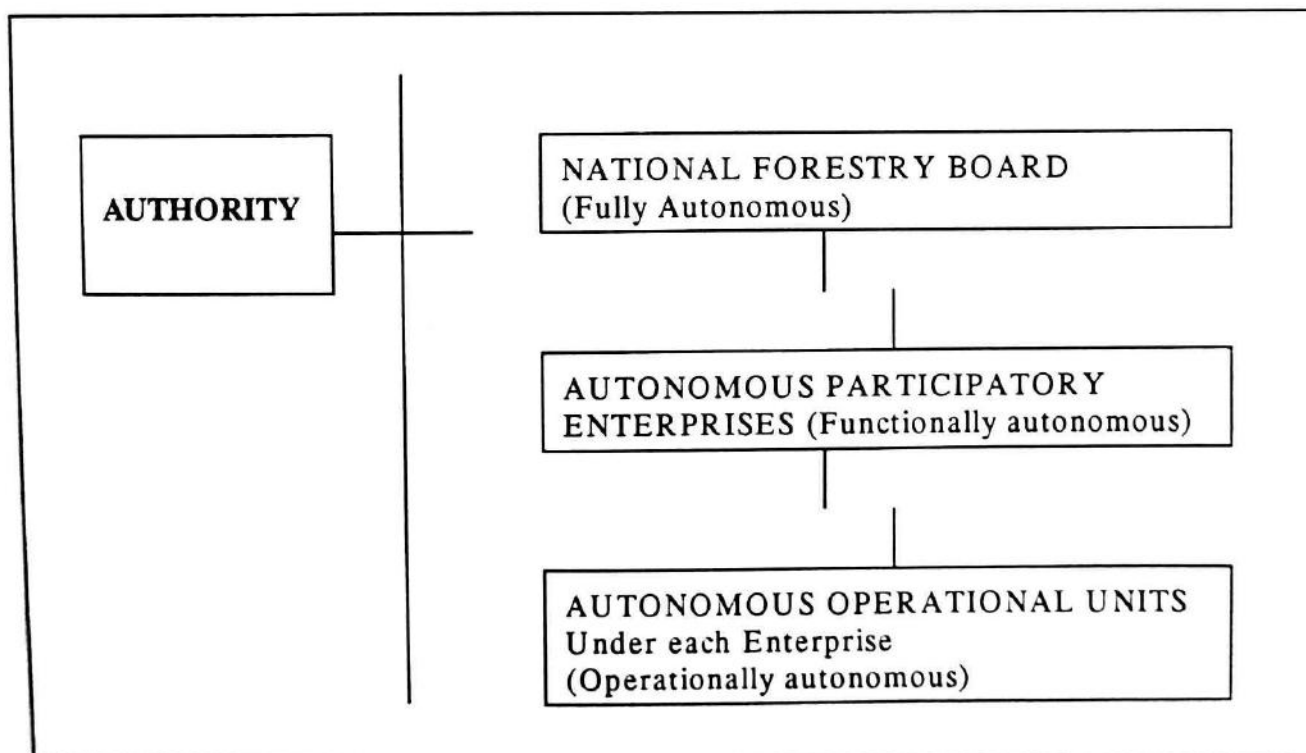 AUTHORITY
NATIONAL FORESTRY BOARD
(Fully Autonomous)
AUTONOMOUS PARTICIPATORY
ENTERPRISES (Functionally autonomous)
AUTONOMOUS OPERATIONAL UNITS
Under each Enterprise
(Operationally autonomous)